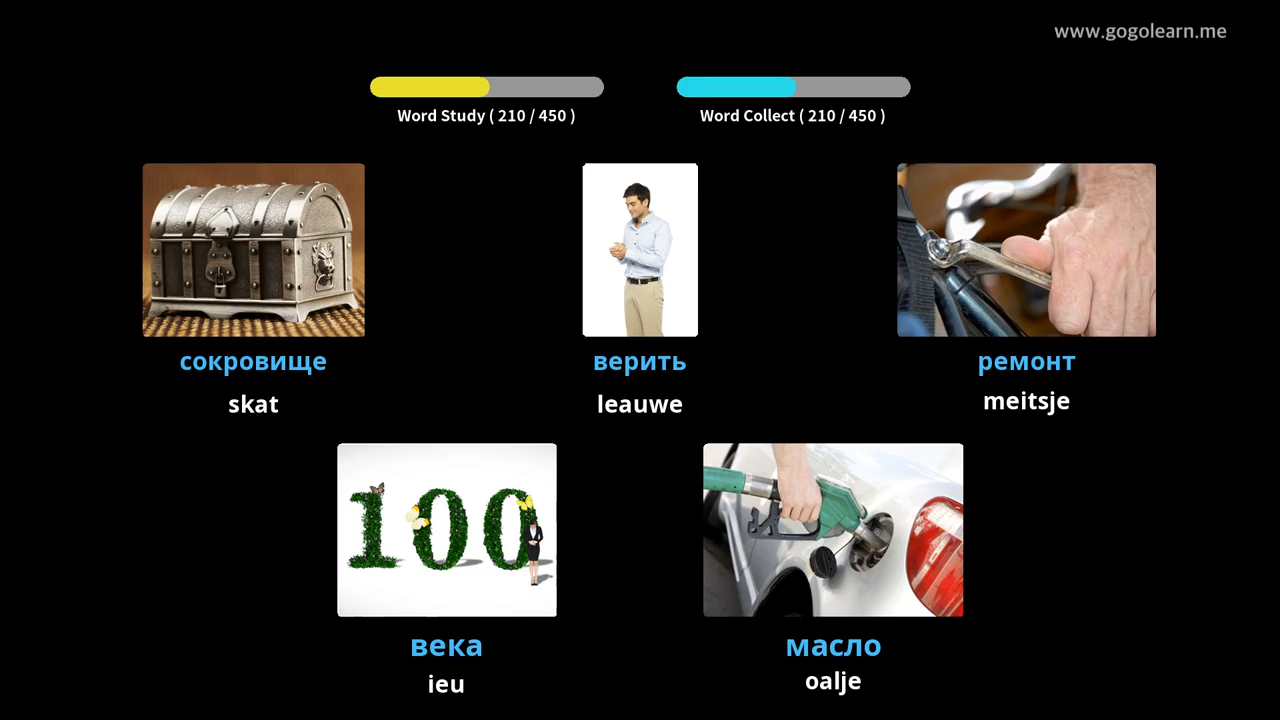 www.gogolearn.me
Word Study ( 210 / 450 )
Word Collect ( 210 / 450 )
сокровище
skat
верить
leauwe
ремонт
meitsje
века
ieu
масло
oalje